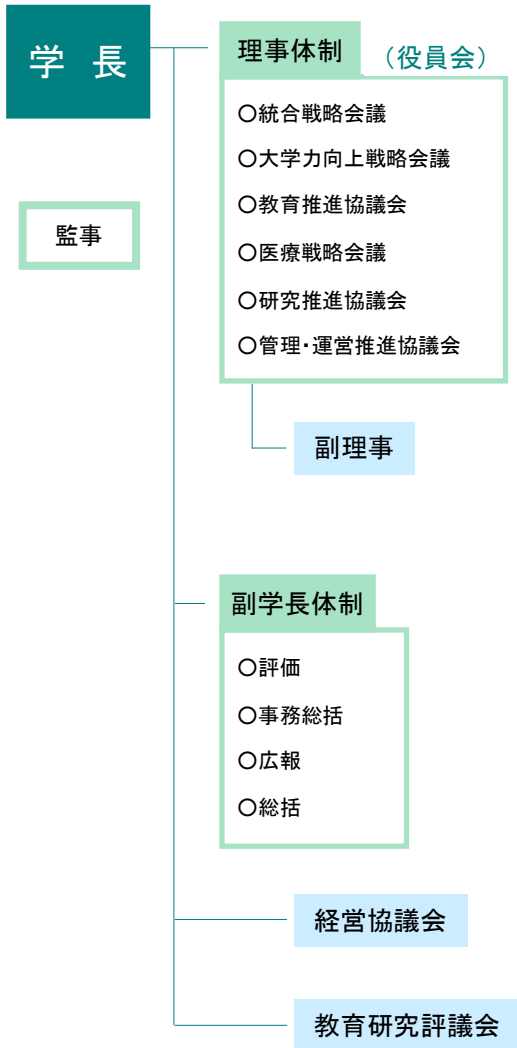 学 長
理事体制 (役員会)
○統合戦略会議
○大学力向上戦略会議
○教育推進協議会
○医療戦略会議
○研究推進協議会
○管理・運営推進協議会
監事
副理事
副学長体制
○評価
○事務総括
○広報
○総括
経営協議会
教育研究評議会